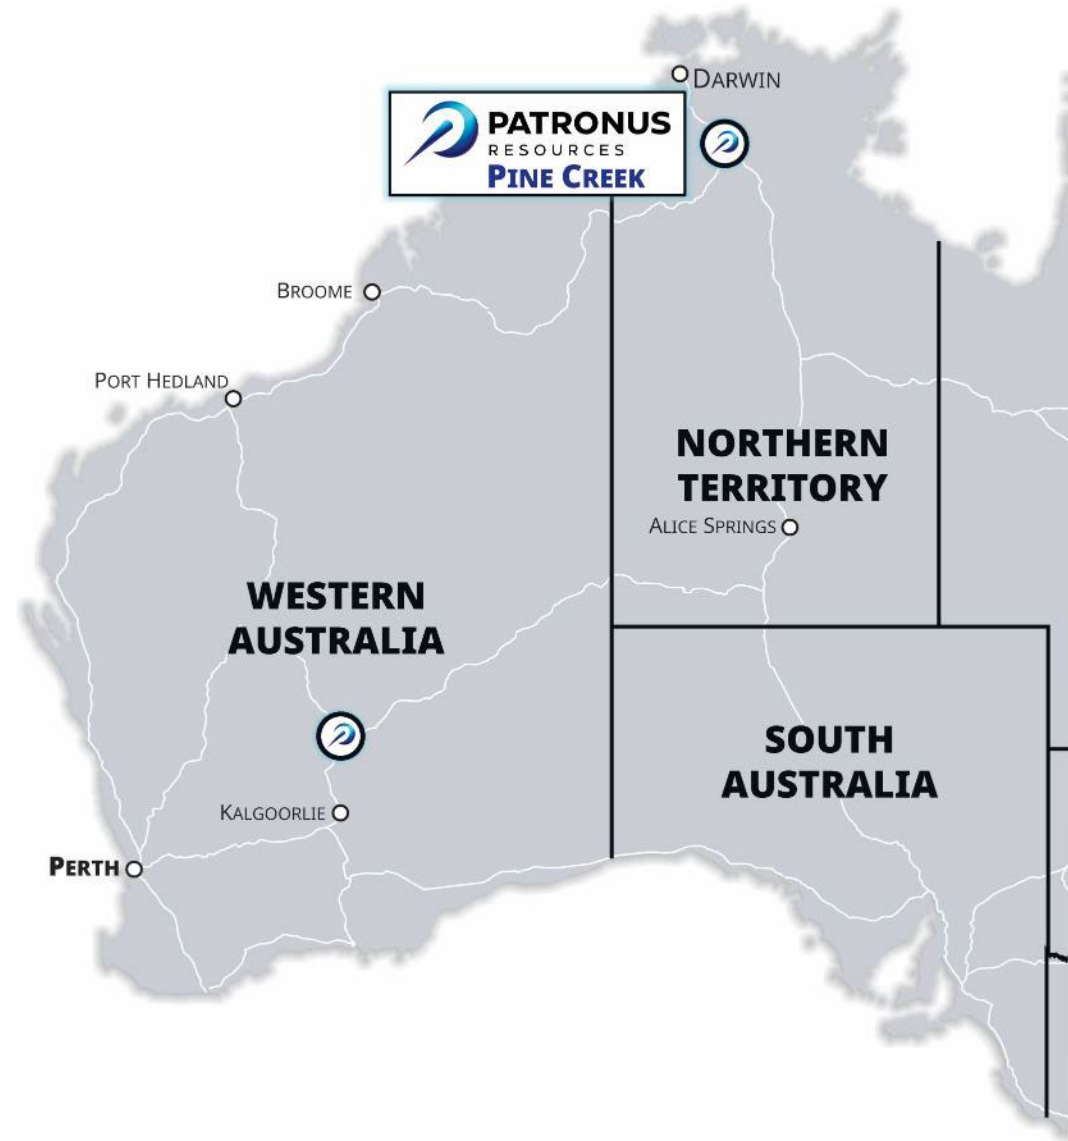 DARWIN
PATRONUS
RESOURCES
PINE CREEK
BROOME
PORT HEDLAND
NORTHERN
TERRITORY
ALICE SPRINGS
WESTERN
AUSTRALIA
SOUTH
AUSTRALIA
KALGOORLIE
PERTH